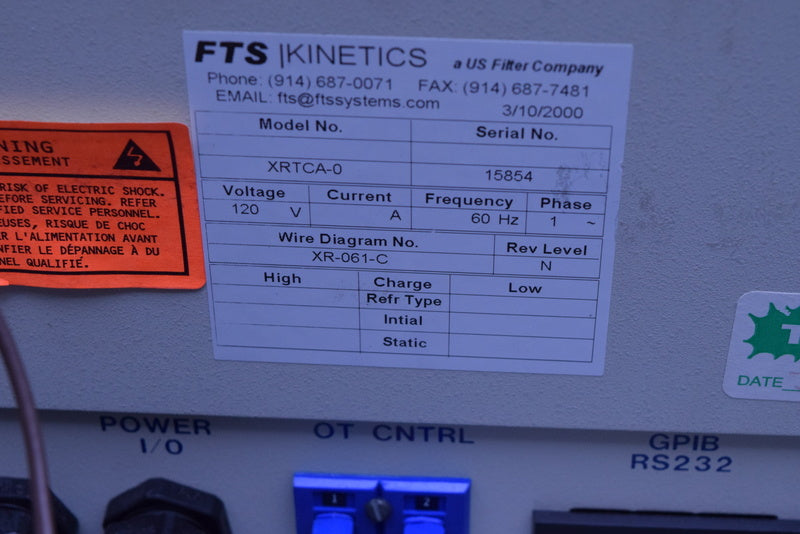 FTS | KINETICS a US Filter Company
Phone: (914) 687-0071 FAX: (914) 687-7481
EMAIL: fts@ftssystems.com 3/10/2000
Model No. Serial No.
XRTCA-0 15854
Voltage Current Frequency Phase
120 V A 60 Hz 1 ~
Wire Diagram No. Rev Level
XR-061-C N
High Charge Low
Refr Type
Intial
Static
NING
ISSEMENT
RISK OF ELECTRIC SHOCK.
EFORE SERVICING. REFER
FIED SERVICE PERSONNEL.
EUSES, RISQUE DE CHOC
R L'ALIMENTATION AVANT
NFIER LE DÉPANNAGE À DU
NEL QUALIFIÉ.
T
DATE
POWER
I/O
OT CNTRL
GPIB
RS232
1 2